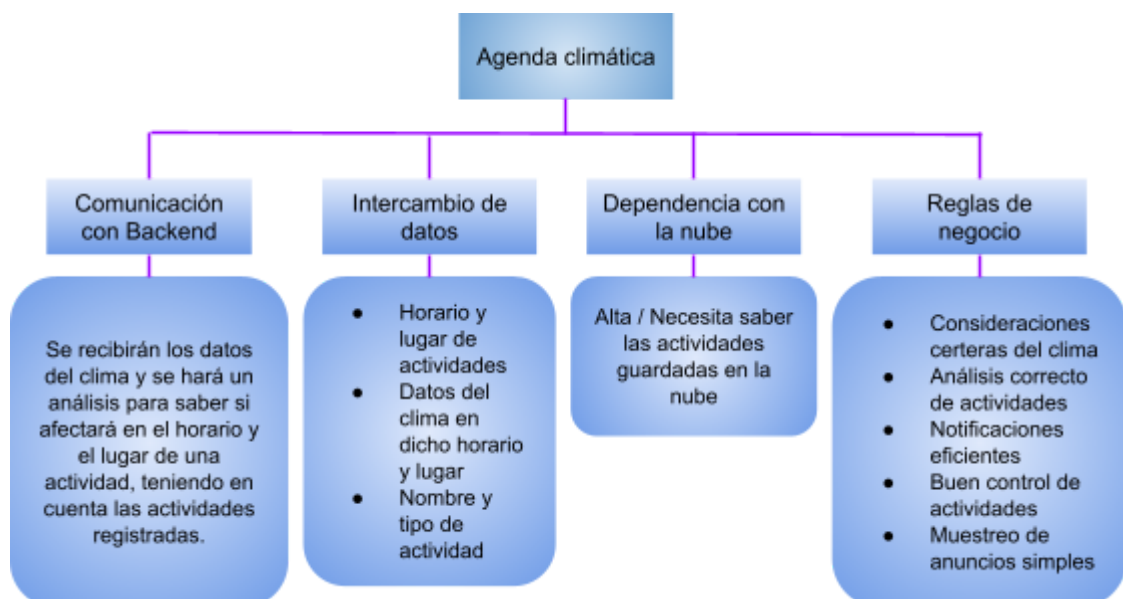 Agenda climática
Comunicación
con Backend
Se recibirán los datos
del clima y se hará un
análisis para saber si
afectará en el horario y
el lugar de una
actividad, teniendo en
cuenta las actividades
registradas.
Intercambio de
datos
● Horario y
lugar de
actividades
● Datos del
clima en
dicho horario
y lugar
● Nombre y
tipo de
actividad
Dependencia con
la nube
Alta / Necesita saber
las actividades
guardadas en la
nube
Reglas de
negocio
● Consideraciones
certeras del clima
● Análisis correcto
de actividades
● Notificaciones
eficientes
● Buen control de
actividades
● Muestreo de
anuncios simples